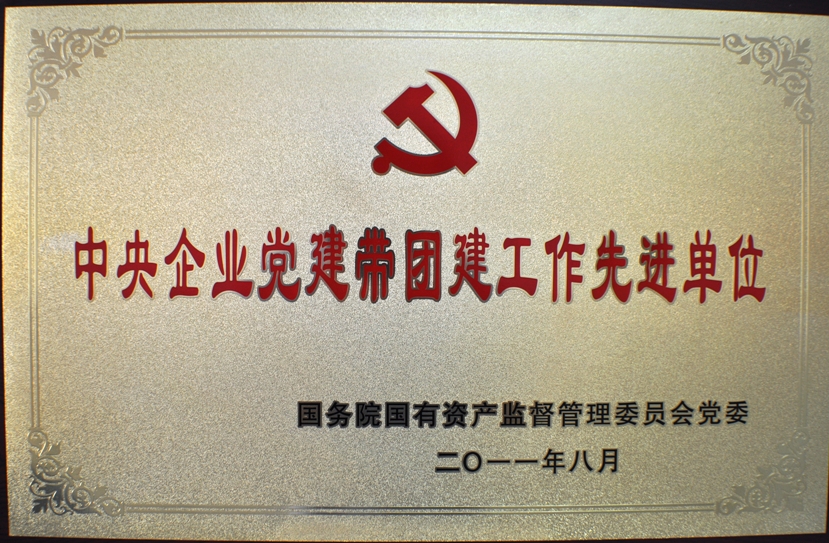 中央企业党建带团建工作先进单位
国务院国有资产监督管理委员会党委
二〇一一年八月